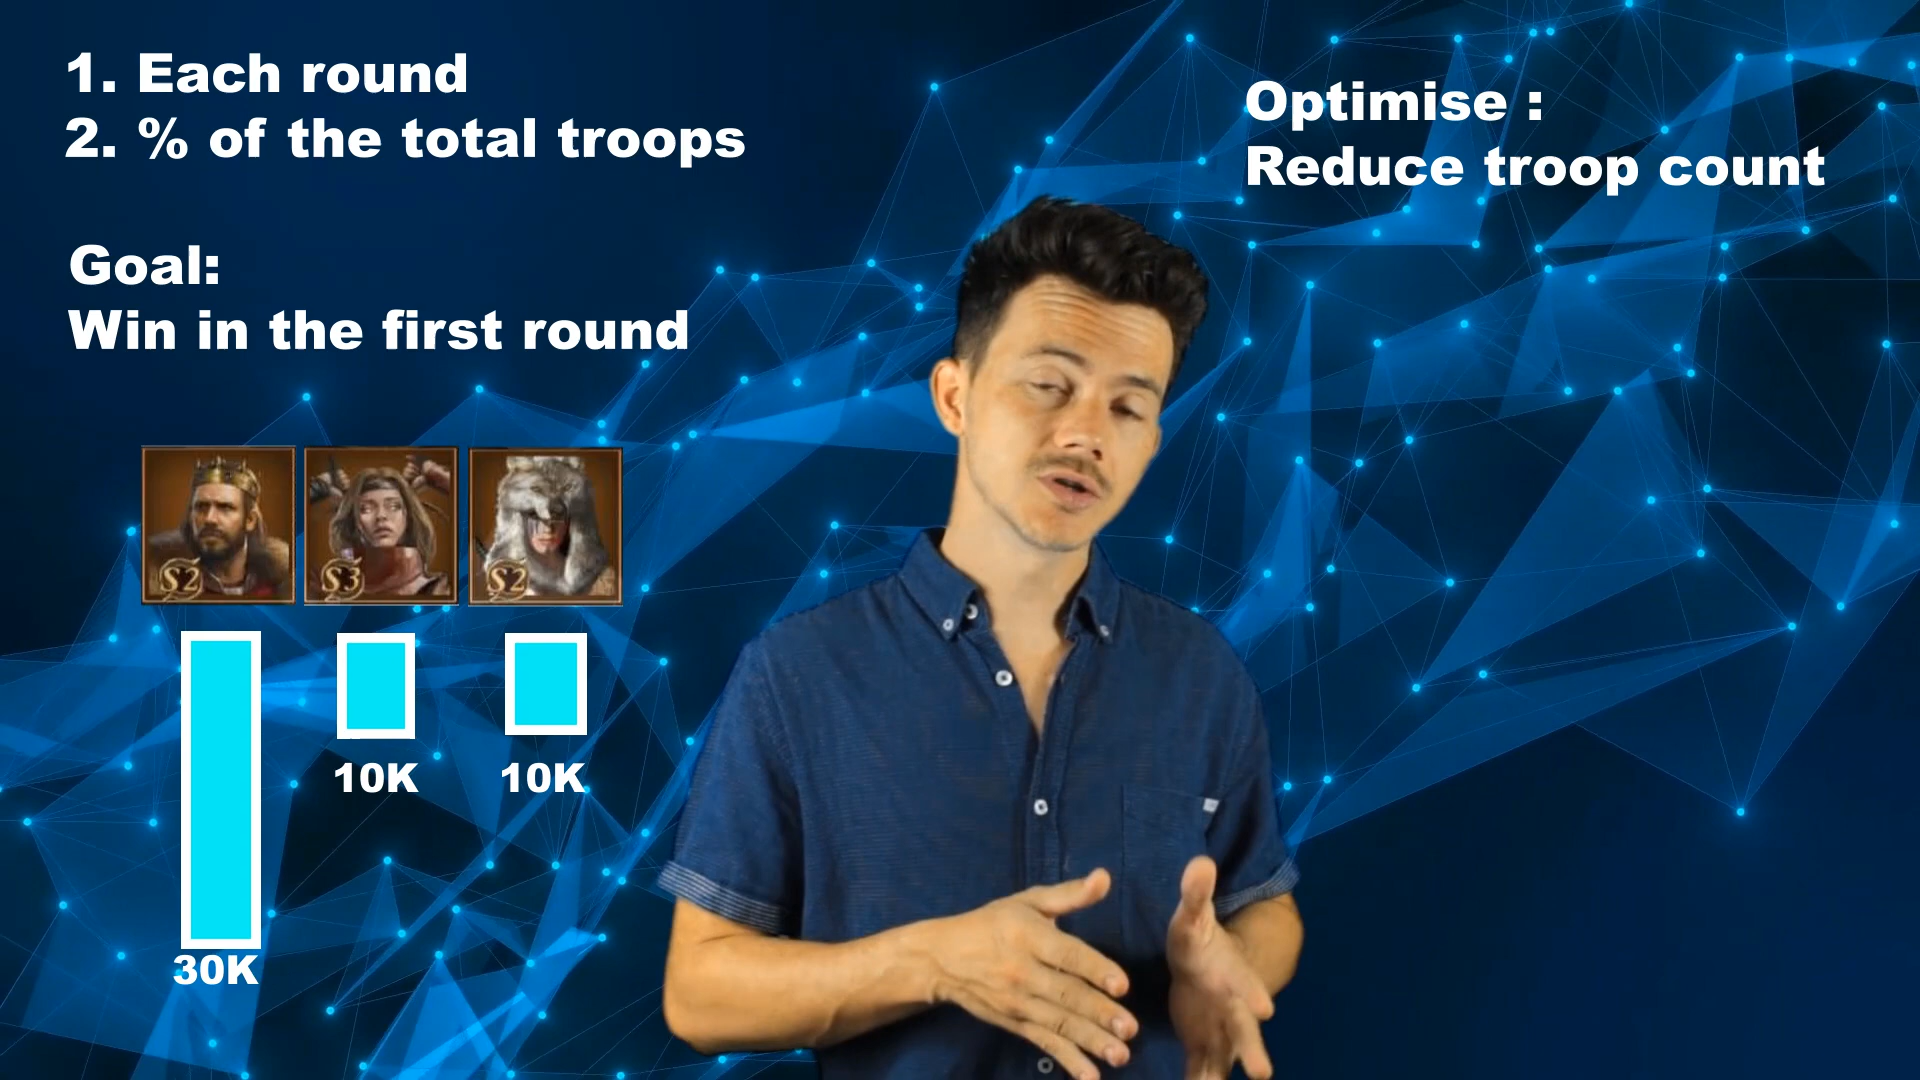 1. Each round
2. % of the total troops
Goal:
Win in the first round
Optimise :
Reduce troop count
S2
S3
S2
10K
10K
30K